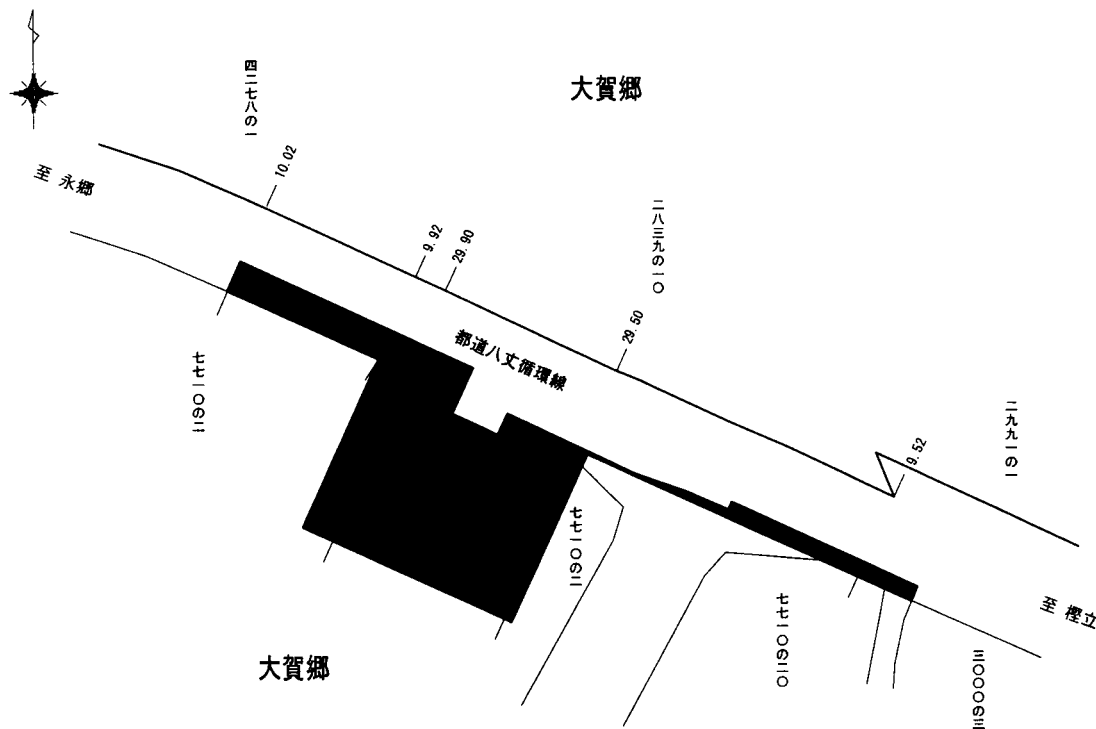 大賀郷
四二七八の一
10.02
至 永郷
9.92
29.90
二八三九の一〇
29.50
都道八丈循環線
二九九一の一
9.52
七七一〇の三
七七一〇の二
七七一〇の二〇
至 樫立
三〇〇〇の三
大賀郷